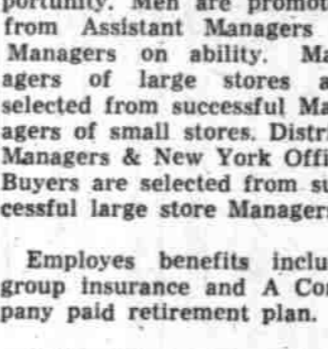 portunity. Men are promot
from Assistant Managers
Managers on ability. Ma
agers of large stores a
selected from successful Ma
agers of small stores. Distr
Managers & New York Offi
Buyers are selected from su
cessful large store Managers
Employes benefits inclu
group insurance and A Co
pany paid retirement plan.